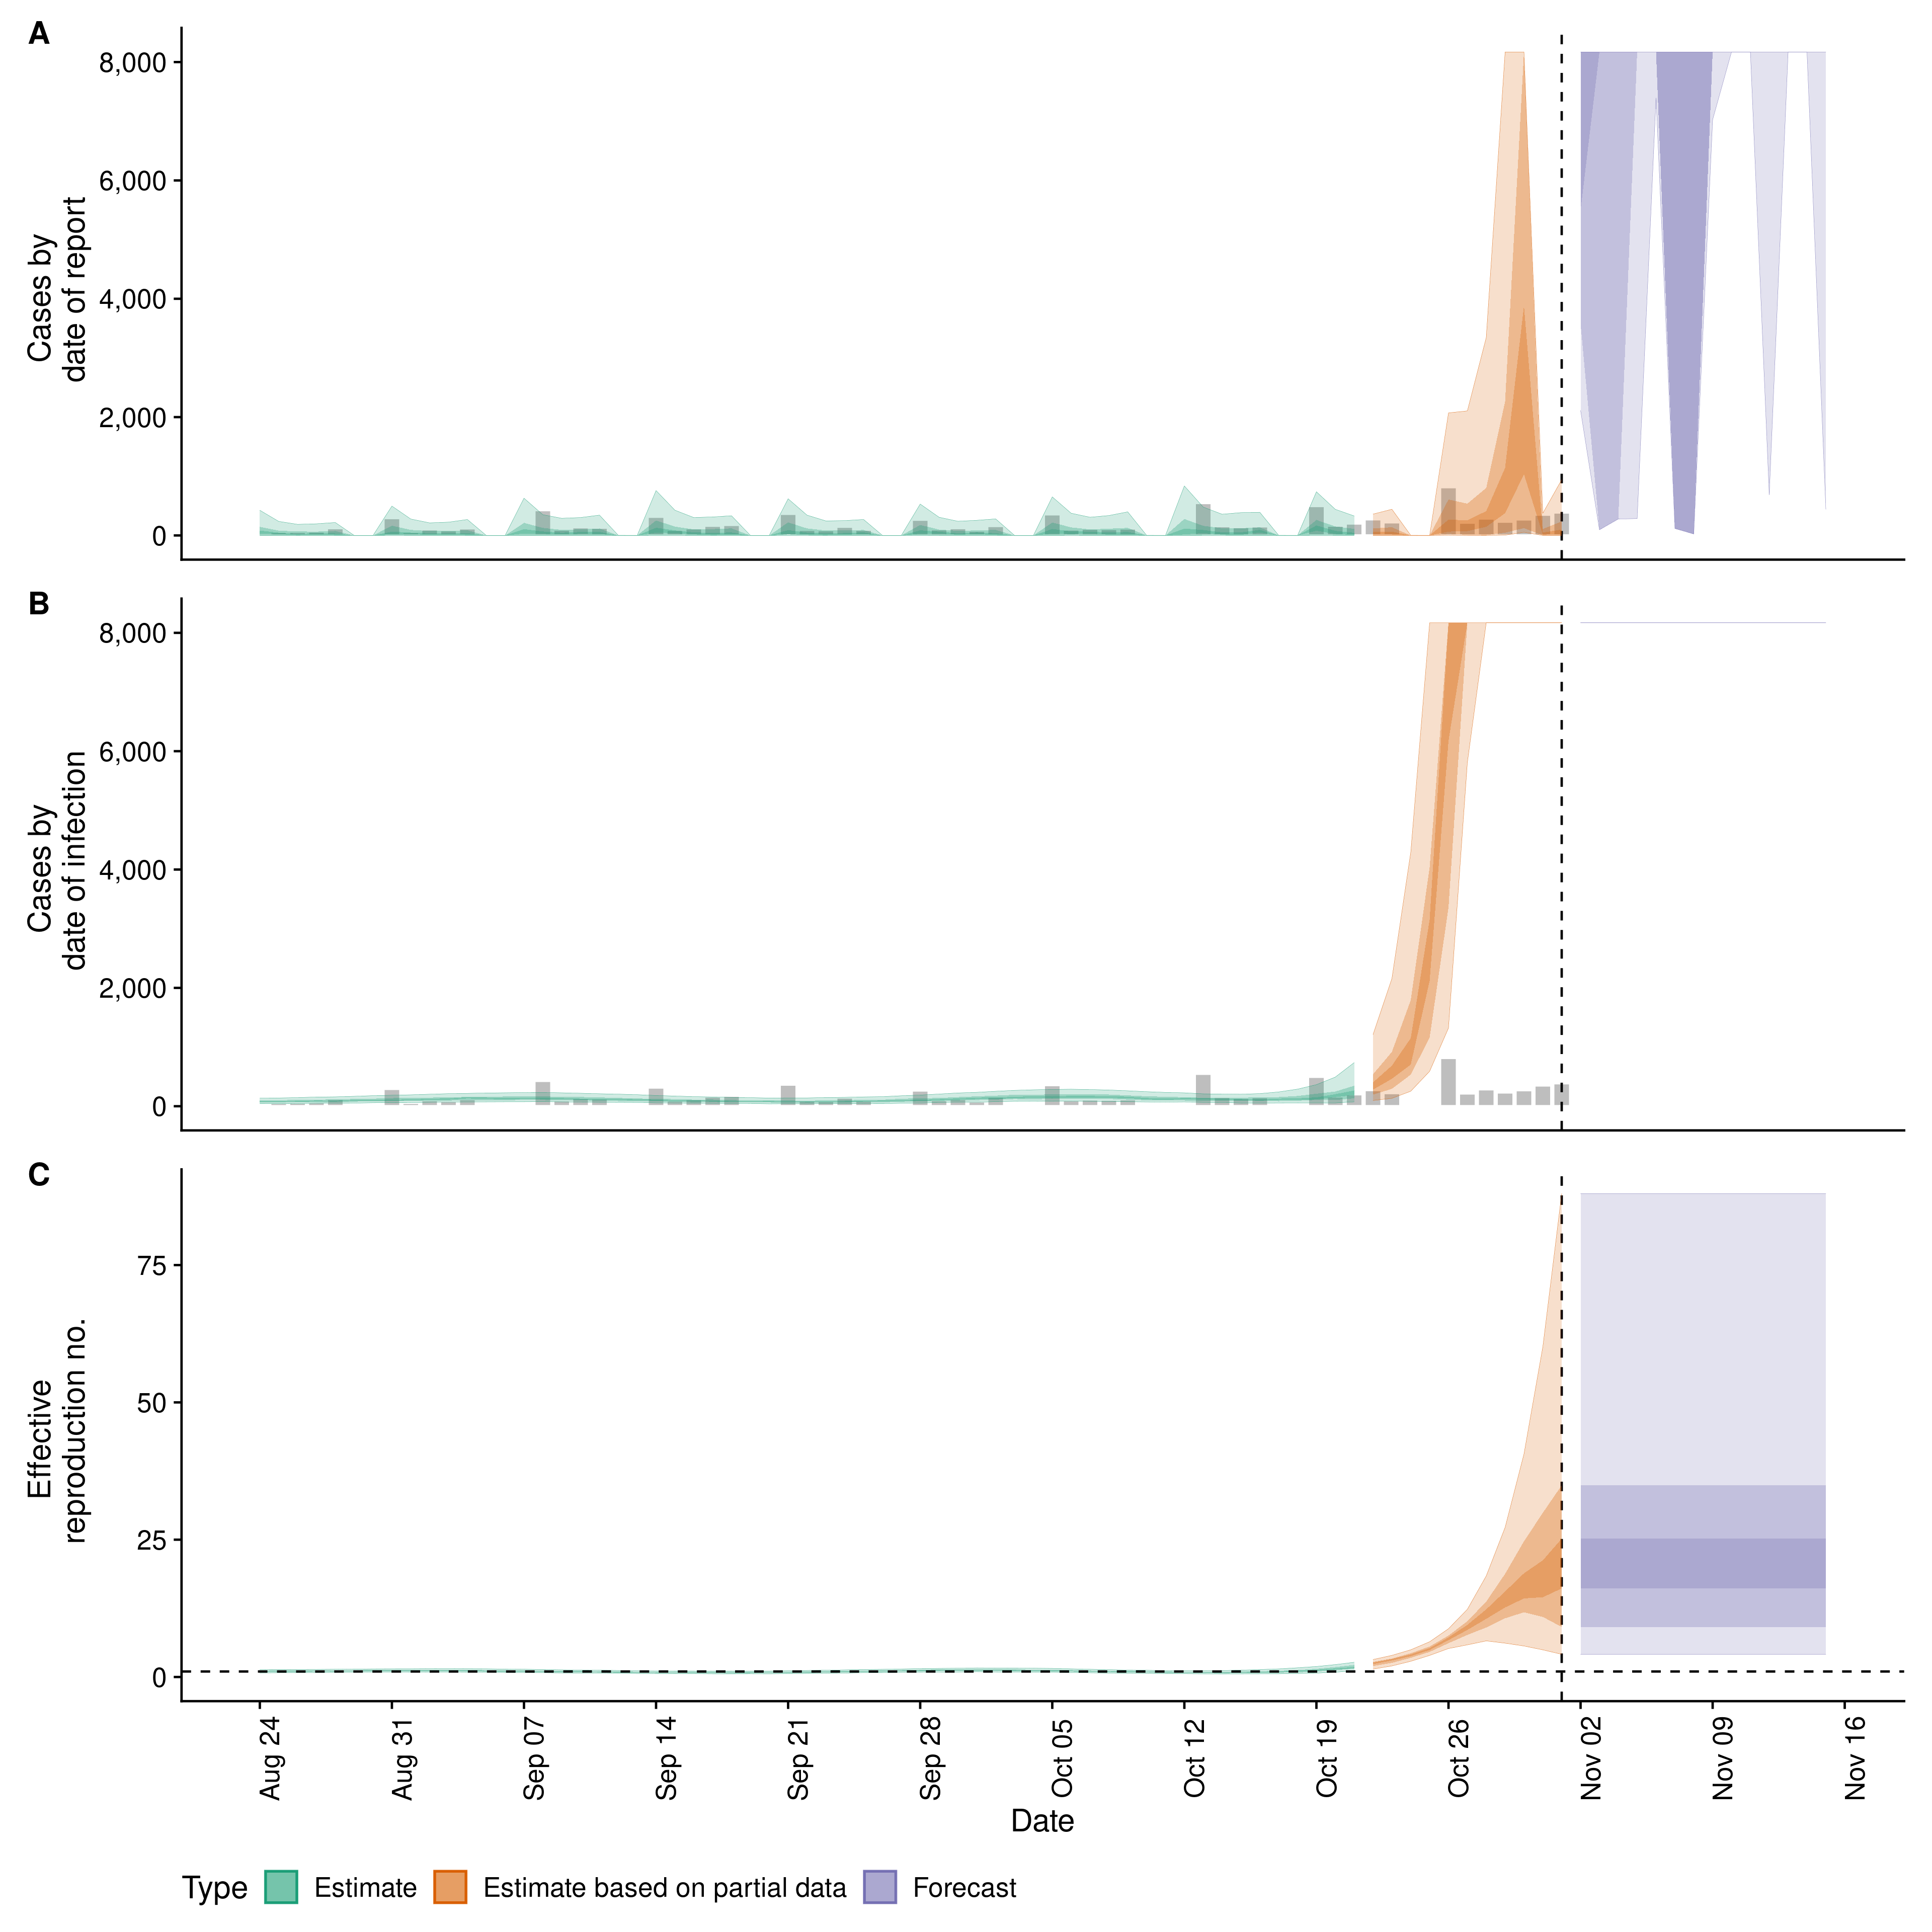 A
8,000
6,000
4,000
2,000
0
Cases by
date of report
B
8,000
6,000
4,000
2,000
0
Cases by
date of infection
C
75
50
25
0
Effective
reproduction no.
Aug 24
Aug 31
Sep 07
Sep 14
Sep 21
Sep 28
Oct 05
Oct 12
Oct 19
Oct 26
Nov 02
Nov 09
Nov 16
Date
Type Estimate Estimate based on partial data Forecast